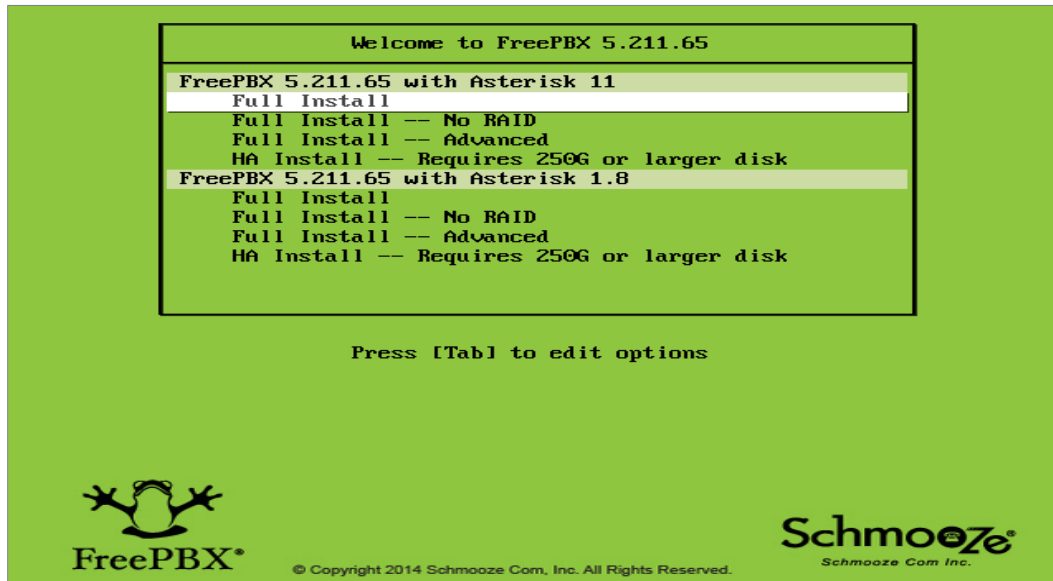 Welcome to FreePBX 5.211.65
FreePBX 5.211.65 with Asterisk 11
Full Install
Full Install -- No RAID
Full Install -- Advanced
HA Install -- Requires 250G or larger disk
FreePBX 5.211.65 with Asterisk 1.8
Full Install
Full Install -- No RAID
Full Install -- Advanced
HA Install -- Requires 250G or larger disk
Press [Tab] to edit options
FreePBX®
© Copyright 2014 Schmooze Com, Inc. All Rights Reserved.
Schmooze®
Schmooze Com Inc.